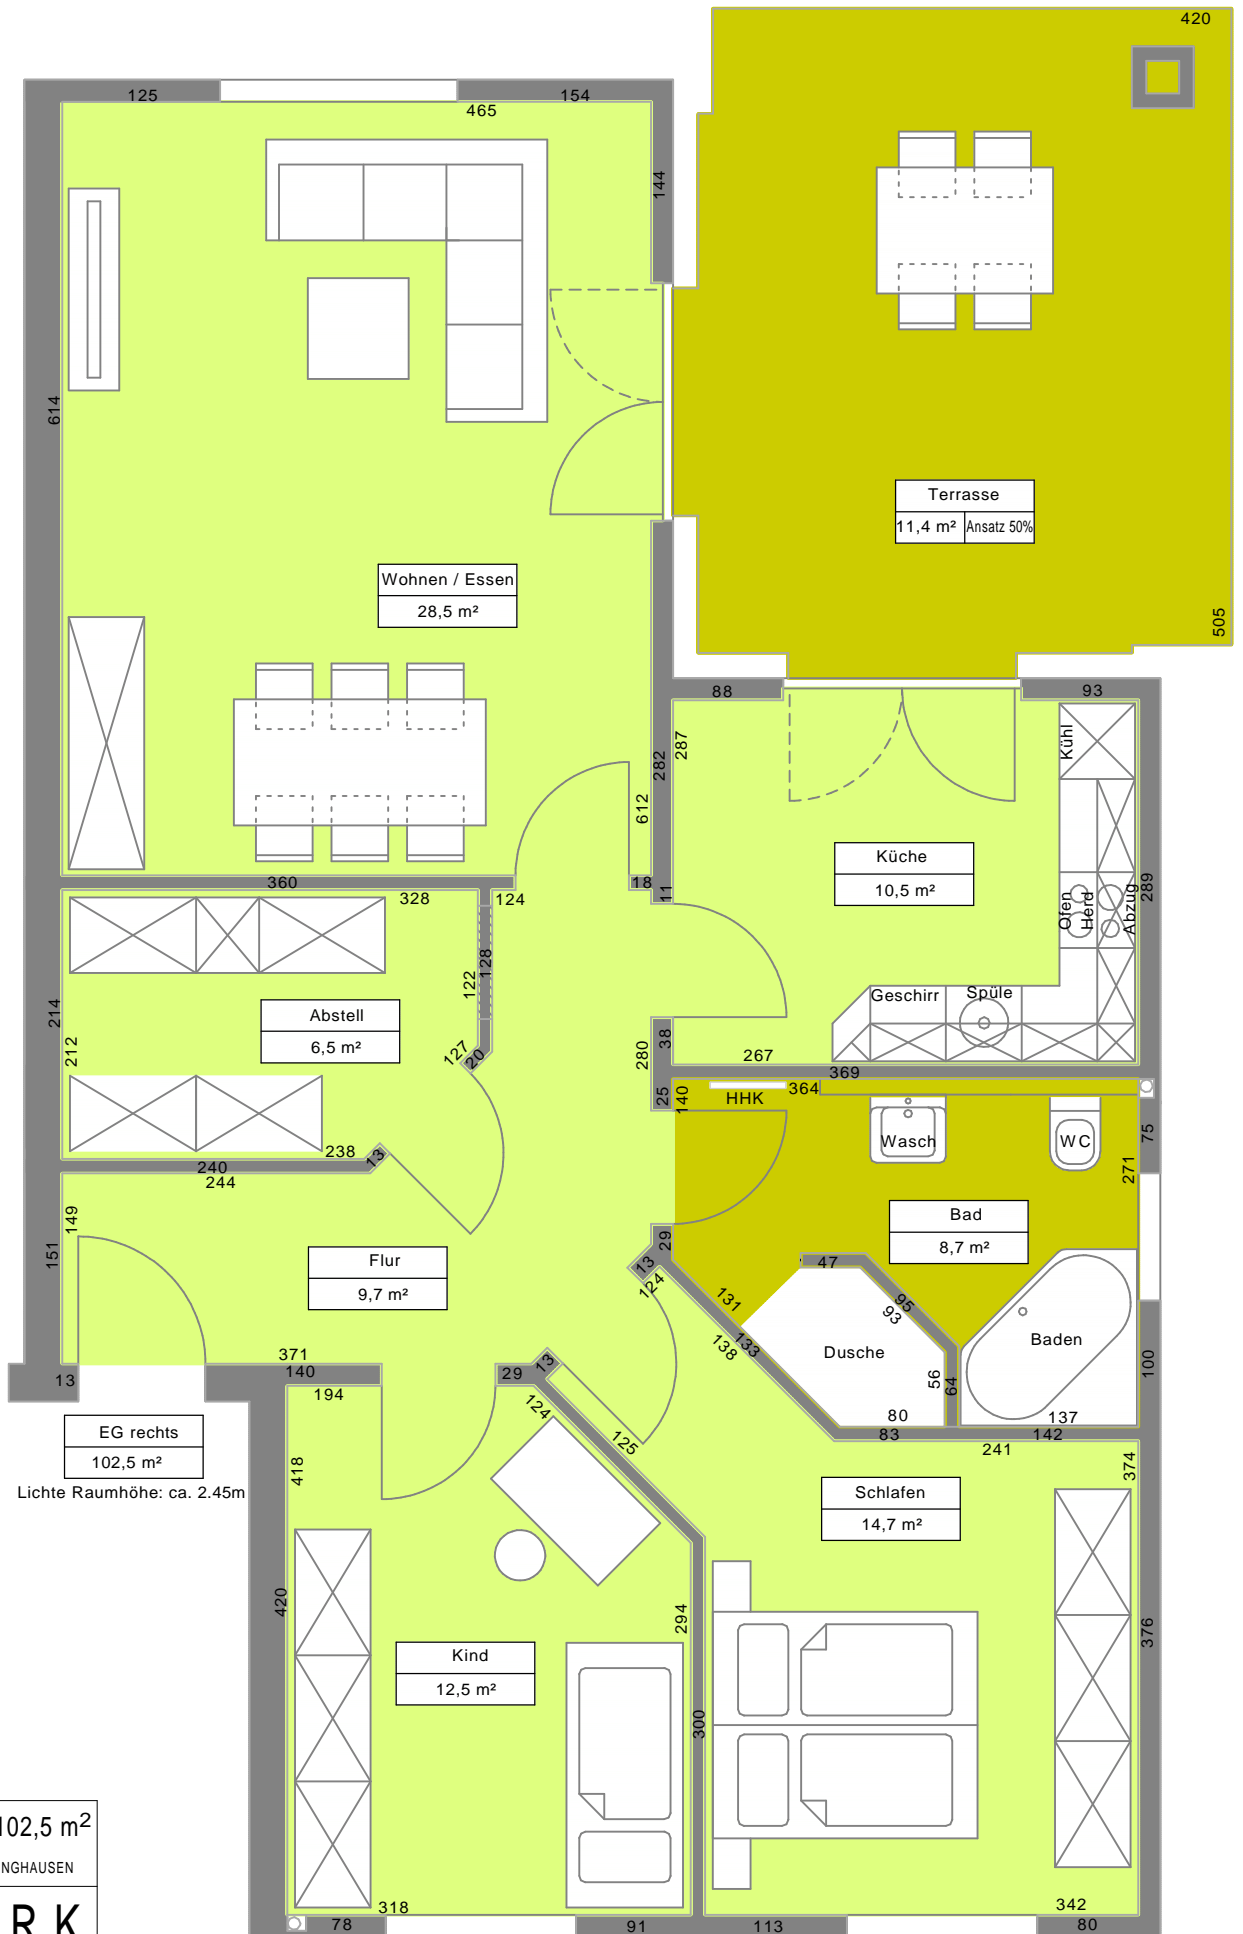 420
125
465
154
144
614
Terrasse
11,4 m²
Ansatz 50%
505
Wohnen / Essen
28,5 m²
88
93
282
287
612
Kühl
Küche
10,5 m²
289
360
328
124
18
11
Ofen
Herd
Abzug
122
128
Geschirr
Spüle
214
212
Abstell
6,5 m²
127
20
280
38
267
369
364
25
140
HHK
Wasch
WC
75
271
238
13
240
244
149
151
Flur
9,7 m²
Bad
8,7 m²
29
13
124
47
131
95
93
133
138
Dusche
Baden
56
64
100
371
13
140
194
29
13
80
137
83
142
241
374
124
125
EG rechts
102,5 m²
Lichte Raumhöhe: ca. 2.45m
418
Schlafen
14,7 m²
420
294
376
Kind
12,5 m²
300
318
342
78
91
113
80
102,5 m²
NGHAUSEN
R K